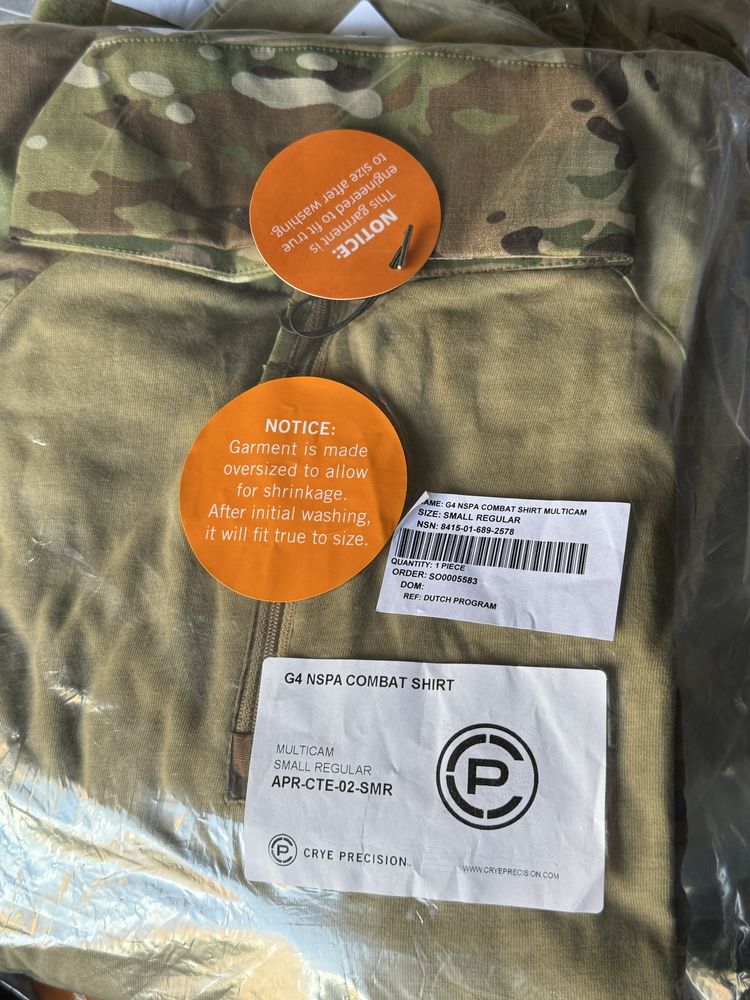 NOTICE:
This garment is
engineered to fit true
to size after washing
NOTICE:
Garment is made
oversized to allow
for shrinkage.
After initial washing,
it will fit true to size.
AME: G4 NSPA COMBAT SHIRT MULTICAM
SIZE: SMALL REGULAR
NSN: 8415-01-689-2578
QUANTITY: 1 PIECE
ORDER: SO0005583
DOM:
REF: DUTCH PROGRAM
G4 NSPA COMBAT SHIRT
MULTICAM
SMALL REGULAR
APR-CTE-02-SMR
CP
CP CRYE PRECISION
WWW.CRYEPRECISION.COM